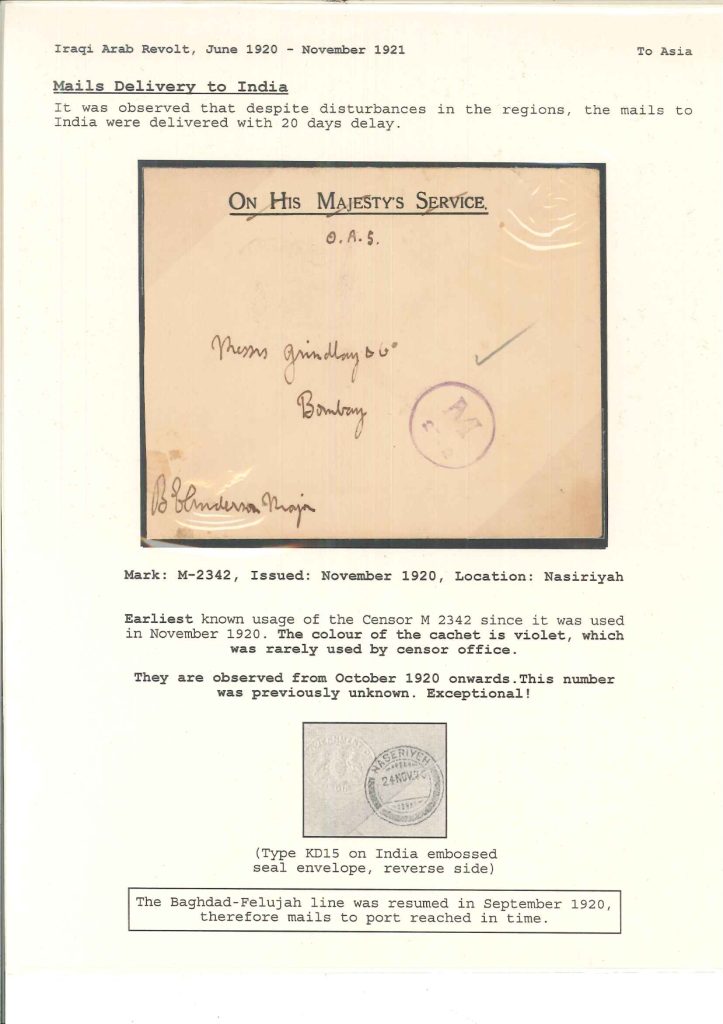 Iraqi Arab Revolt, June 1920 - November 1921
To Asia
Mails Delivery to India
It was observed that despite disturbances in the regions, the mails to
India were delivered with 20 days delay.
ON HIS MAJESTY'S SERVICE.
O.A.S.
Messrs Grindlay & Co
Bombay
M
Major
Mark: M-2342, Issued: November 1920, Location: Nasiriyah
Earliest known usage of the Censor M 2342 since it was used
in November 1920. The colour of the cachet is violet, which
was rarely used by censor office.
They are observed from October 1920 onwards.This number
was previously unknown. Exceptional!
NASERIYEH
24 NOV.20
(Type KD15 on India embossed
seal envelope, reverse side)
The Baghdad-Felujah line was resumed in September 1920,
therefore mails to port reached in time.